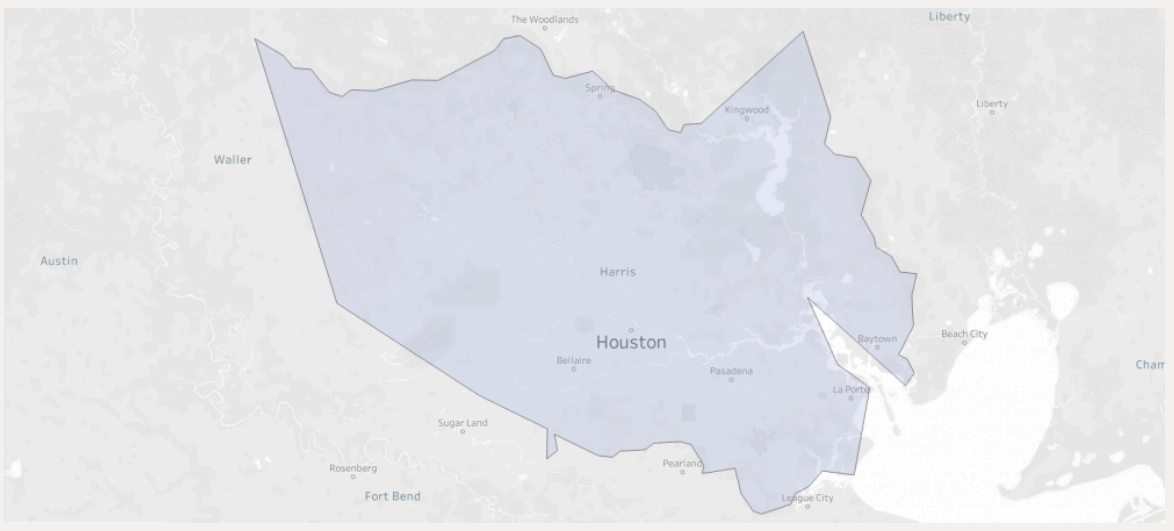 Liberty
The Woodlands
Spring
Liberty
Kingwood
Waller
Austin
Harris
Houston
Beach City
Baytown
Bellaire
Pasadena
Cham
La Porte
Sugar Land
Pearland
Rosenberg
Fort Bend
League City